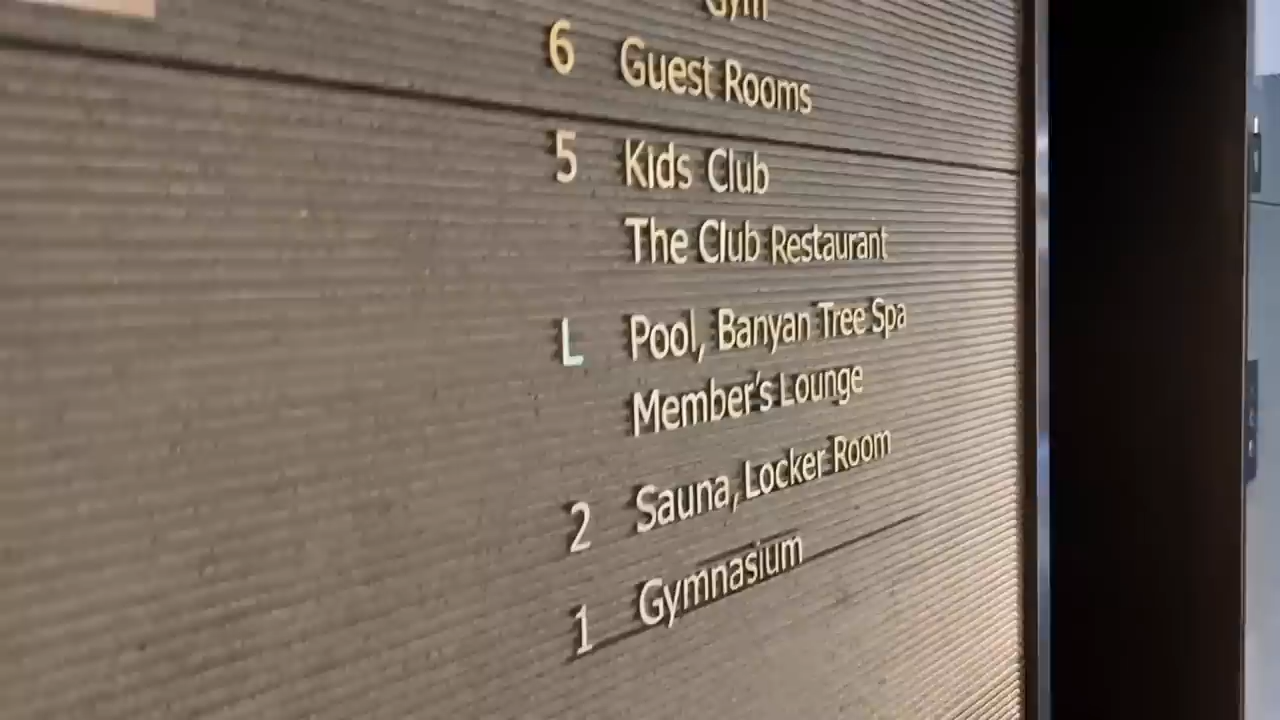 Gym
6 Guest Rooms
5 Kids Club
The Club Restaurant
L Pool, Banyan Tree Spa
Member's Lounge
2 Sauna, Locker Room
1 Gymnasium